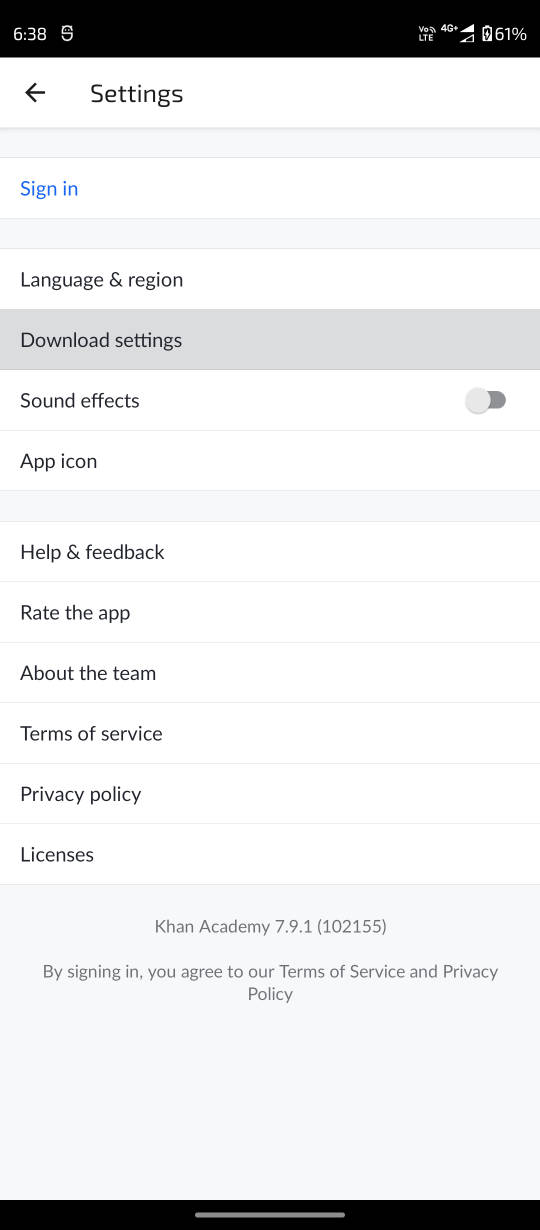 6:38
Vo LTE 4G+ 61%
Settings
Sign in
Language & region
Download settings
Sound effects
App icon
Help & feedback
Rate the app
About the team
Terms of service
Privacy policy
Licenses
Khan Academy 7.9.1 (102155)
By signing in, you agree to our Terms of Service and Privacy
Policy